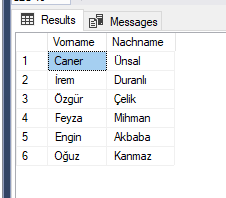 Results Messages
Vorname Nachname
1 Caner Ünsal
2 İrem Duranlı
3 Özgür Çelik
4 Feyza Mihman
5 Engin Akbaba
6 Oğuz Kanmaz